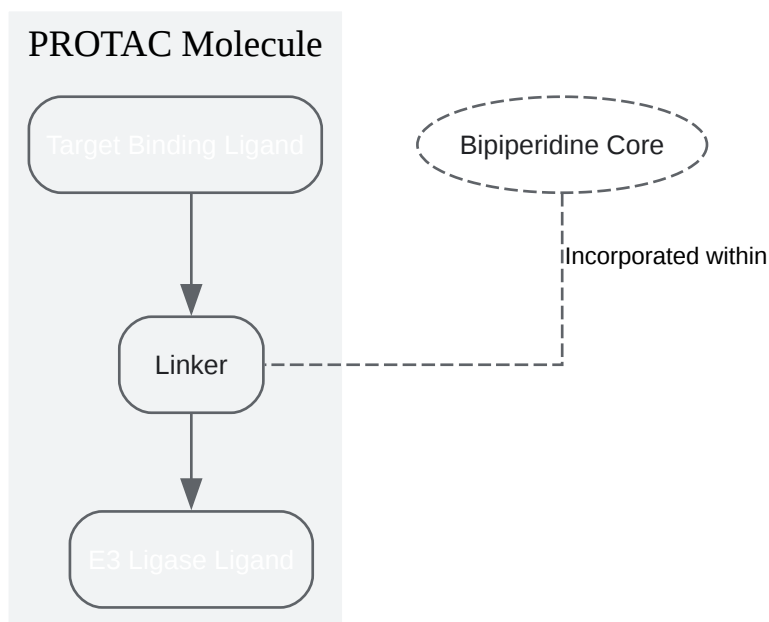 PROTAC Molecule
Target Binding Ligand
Bipiperidine Core
Incorporated within
Linker
E3 Ligase Ligand